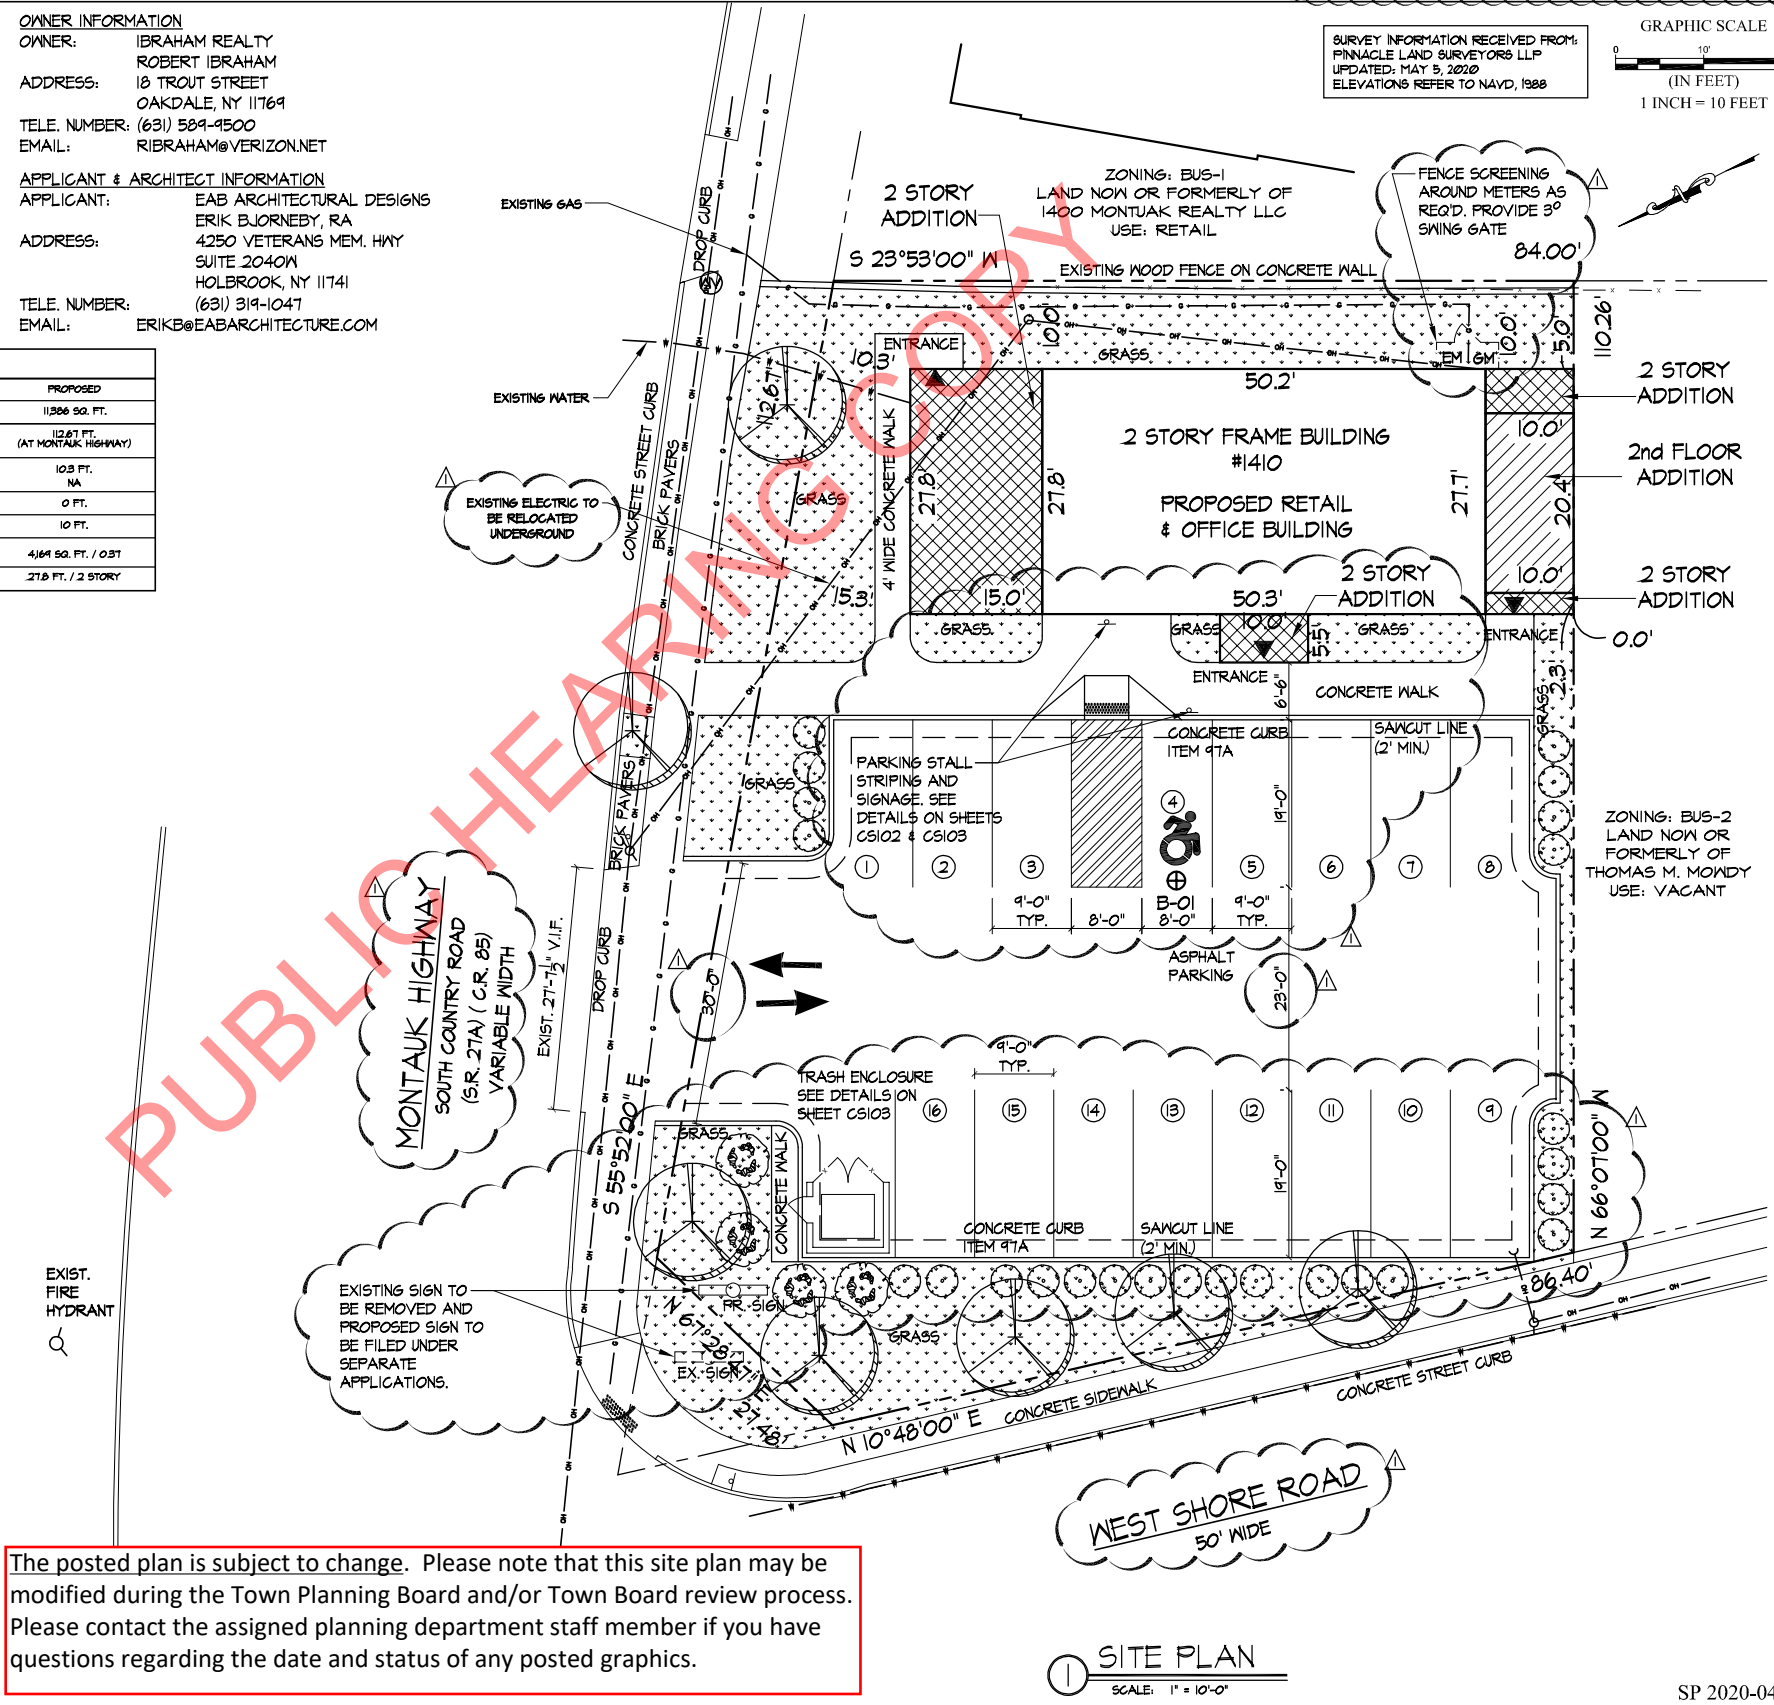 OWNER INFORMATION
OWNER: IBRAHAM REALTY
ROBERT IBRAHAM
ADDRESS: 18 TROUT STREET
OAKDALE, NY 11769
TELE. NUMBER: (631) 589-9500
EMAIL: RIBRAHAM@VERIZON.NET
APPLICANT & ARCHITECT INFORMATION
APPLICANT: EAB ARCHITECTURAL DESIGNS
ERIK BJORNEBY, RA
ADDRESS: 4250 VETERANS MEM. HWY
SUITE 2040W
HOLBROOK, NY 11741
TELE. NUMBER: (631) 319-1047
EMAIL: ERIKB@EABARCHITECTURE.COM
PROPOSED
11,386 SQ. FT.
112.67 FT.
(AT MONTAUK HIGHWAY)
10.3 FT.
NA
0 FT.
10 FT.
4,169 SQ. FT. / 0.37
27.8 FT. / 2 STORY
SURVEY INFORMATION RECEIVED FROM:
PINNACLE LAND SURVEYORS LLP
UPDATED: MAY 5, 2020
ELEVATIONS REFER TO NAVD, 1988
GRAPHIC SCALE
0 10'
(IN FEET)
1 INCH = 10 FEET
EXISTING GAS
DROP CURB
2 STORY
ADDITION
ZONING: BUS-1
LAND NOW OR FORMERLY OF
1400 MONTUAK REALTY LLC
USE: RETAIL
FENCE SCREENING
AROUND METERS AS
REQ'D. PROVIDE 3º
SWING GATE
1
84.00'
S 23°53'00" W
EXISTING WOOD FENCE ON CONCRETE WALL
110.26'
5.0'
10.0'
10.0'
EXISTING WATER
ENTRANCE
10.3'
GRASS
EM GM
50.2'
112.67'
2 STORY
ADDITION
CONCRETE STREET CURB
BRICK PAVERS
4' WIDE CONCRETE WALK
GRASS
27.8'
27.8'
2 STORY FRAME BUILDING
#1410
PROPOSED RETAIL
& OFFICE BUILDING
27.7'
10.0'
20.4'
2nd FLOOR
ADDITION
1
EXISTING ELECTRIC TO
BE RELOCATED
UNDERGROUND
15.3'
15.0'
50.3'
2 STORY
ADDITION
10.0'
2 STORY
ADDITION
GRASS
GRASS
10.0'
5.5'
GRASS
ENTRANCE
0.0'
ENTRANCE
6'-6"
CONCRETE WALK
GRASS
2.3'
CONCRETE CURB
ITEM 97A
SAWCUT LINE
(2' MIN.)
PARKING STALL
STRIPING AND
SIGNAGE. SEE
DETAILS ON SHEETS
CS102 & CS103
GRASS
BRICK PAVERS
19'-0"
1 2 3 4 5 6 7 8
B-01
9'-0"
TYP.
8'-0"
8'-0"
9'-0"
TYP.
1
ZONING: BUS-2
LAND NOW OR
FORMERLY OF
THOMAS M. MOWDY
USE: VACANT
1
MONTAUK HIGHWAY
SOUTH COUNTRY ROAD
(S.R. 27A) ( C.R. 85)
VARIABLE WIDTH
EXIST. 27'-7½" V.I.F.
DROP CURB
1
30'-0"
ASPHALT
PARKING
23'-0"
1
9'-0"
TYP.
TRASH ENCLOSURE
SEE DETAILS ON
SHEET CS103
16 15 14 13 12 11 10 9
1
S 55°52'00" E
GRASS
CONCRETE WALK
19'-0"
N 66°07'00" W
CONCRETE CURB
ITEM 97A
SAWCUT LINE
(2' MIN.)
86.40'
EXIST.
FIRE
HYDRANT
EXISTING SIGN TO
BE REMOVED AND
PROPOSED SIGN TO
BE FILED UNDER
SEPARATE
APPLICATIONS.
PR. SIGN
EX. SIGN
N 67°28'47" E
27.48'
GRASS
N 10°48'00" E
CONCRETE SIDEWALK
CONCRETE STREET CURB
WEST SHORE ROAD
50' WIDE
1
PUBLIC HEARING COPY
The posted plan is subject to change. Please note that this site plan may be
modified during the Town Planning Board and/or Town Board review process.
Please contact the assigned planning department staff member if you have
questions regarding the date and status of any posted graphics.
1 SITE PLAN
SCALE: 1" = 10'-0"
SP 2020-04